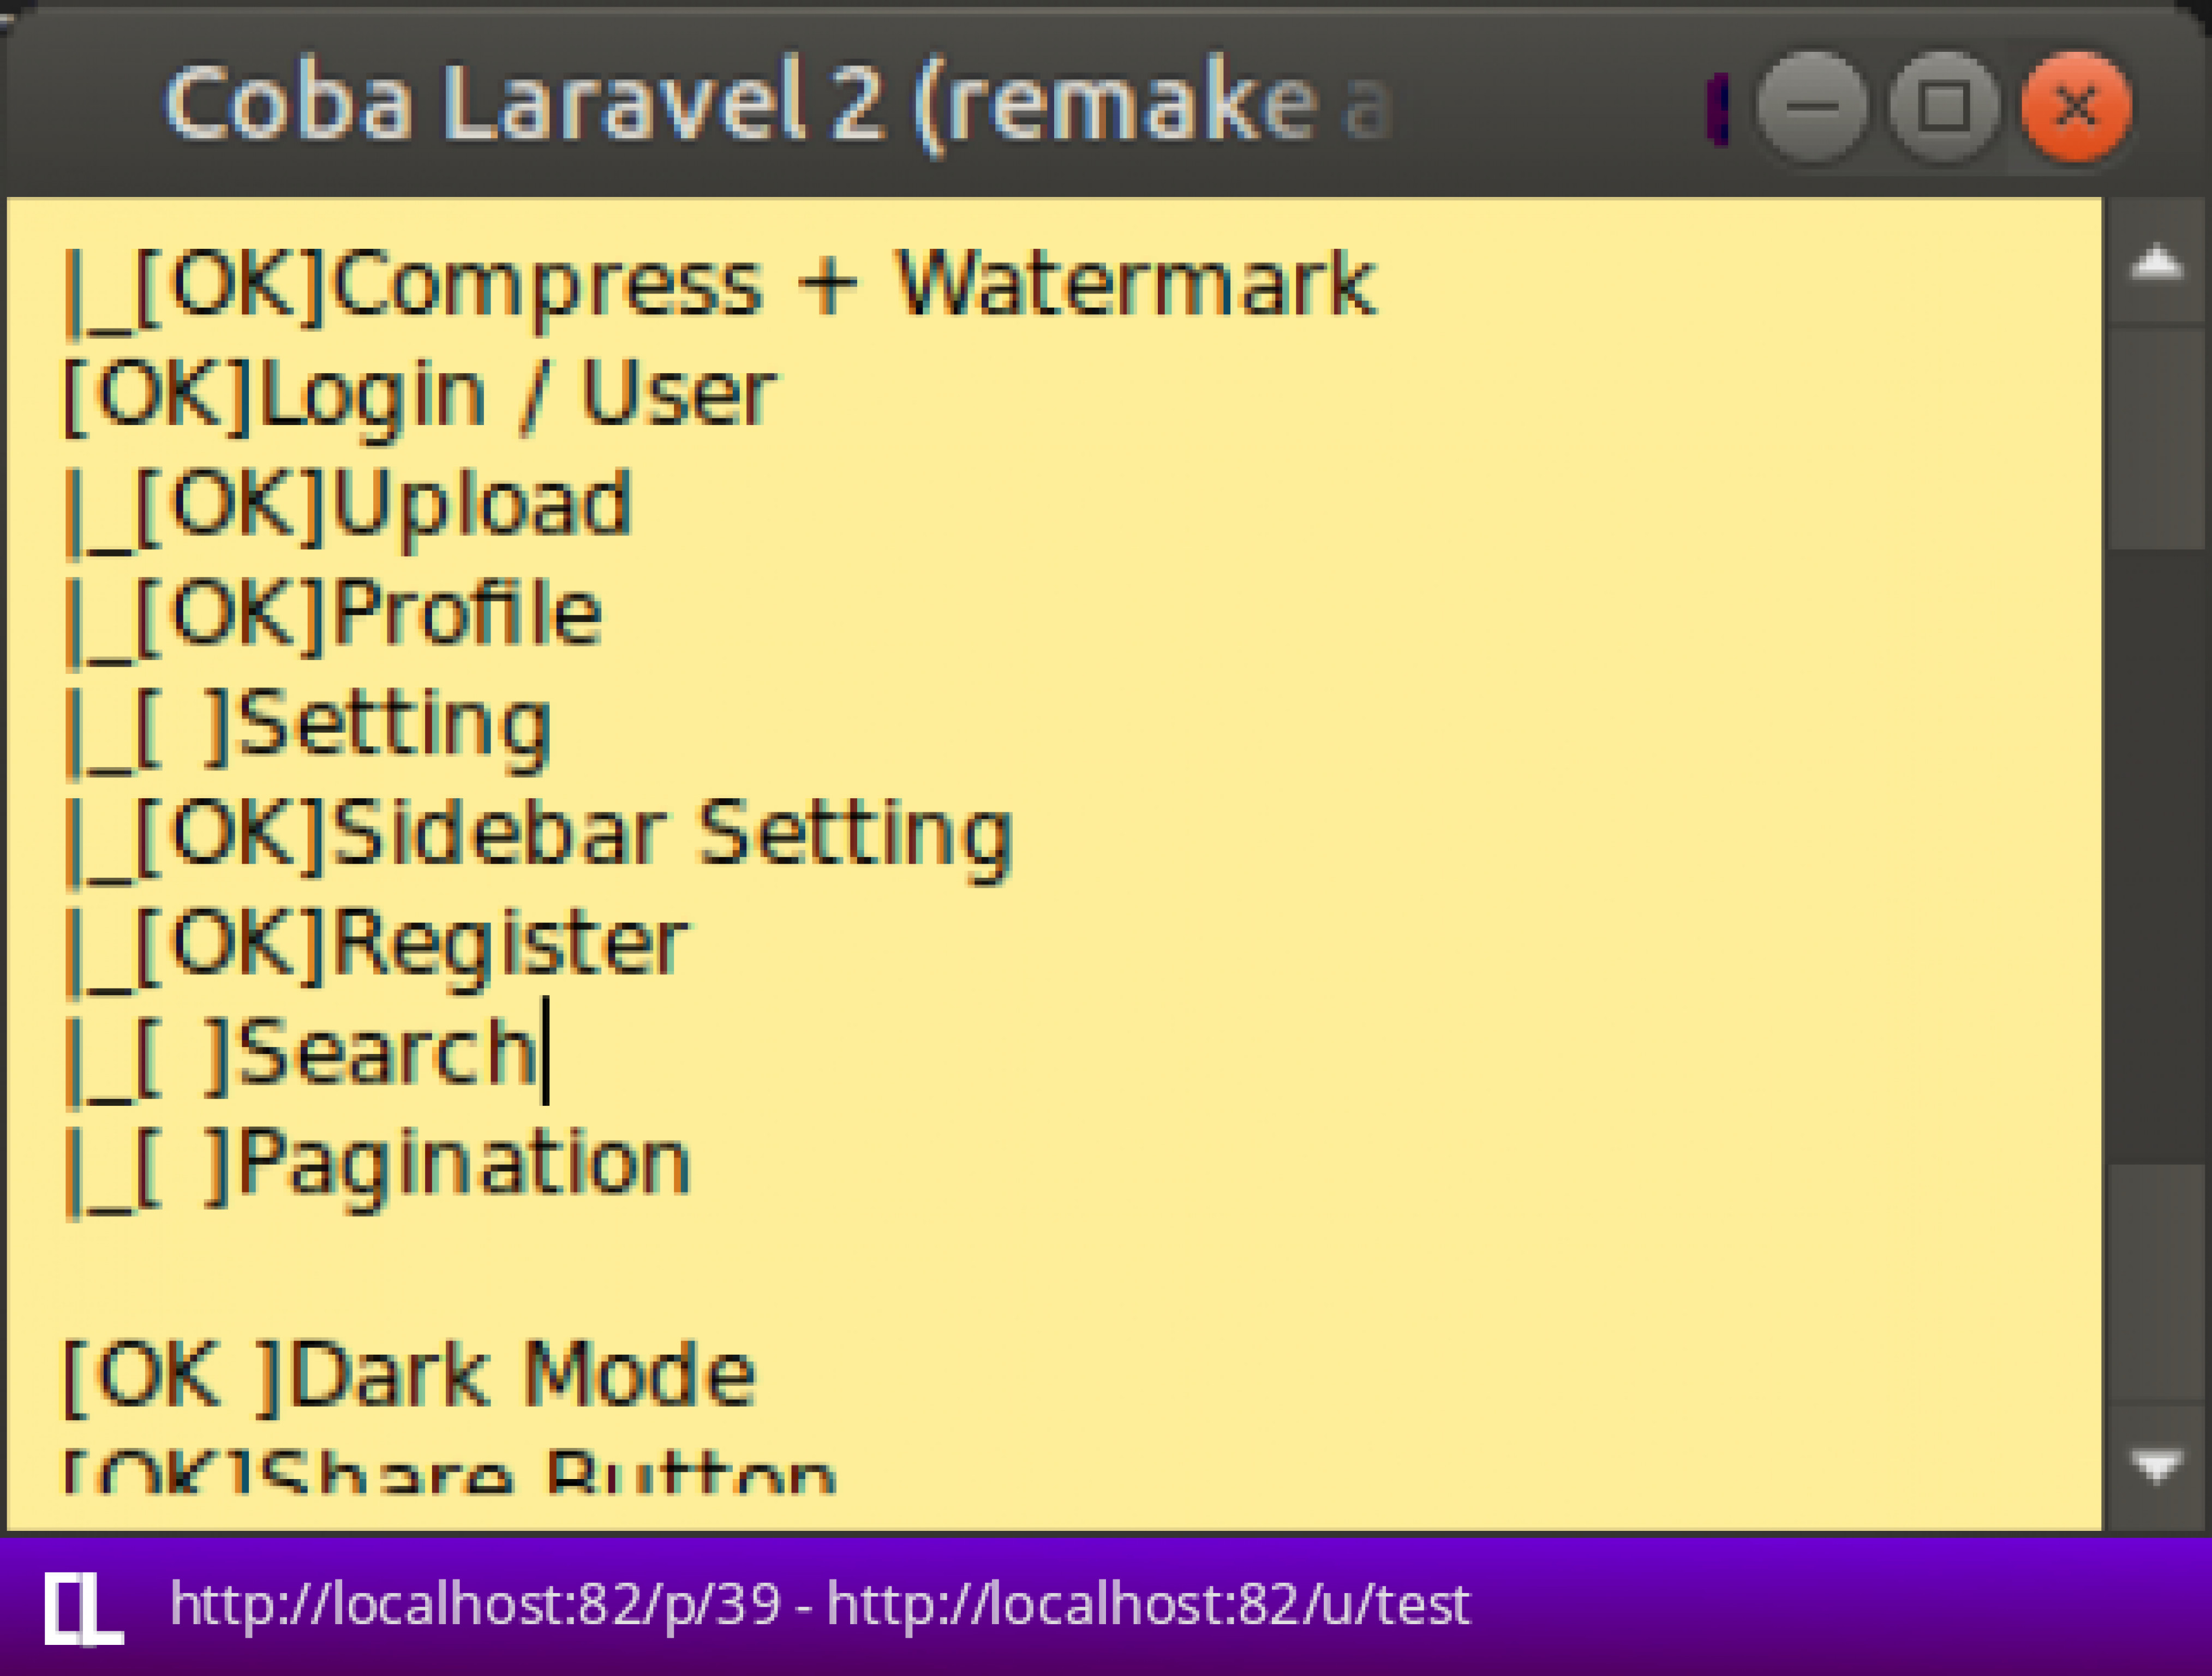 Coba Laravel 2 (remake a
|_[OK]Compress + Watermark
[OK]Login / User
|_[OK]Upload
|_[OK]Profile
|_[ ]Setting
|_[OK]Sidebar Setting
|_[OK]Register
|_[ ]Search
|_[ ]Pagination
[OK ]Dark Mode
[OK]Share Button
http://localhost:82/p/39 - http://localhost:82/u/test